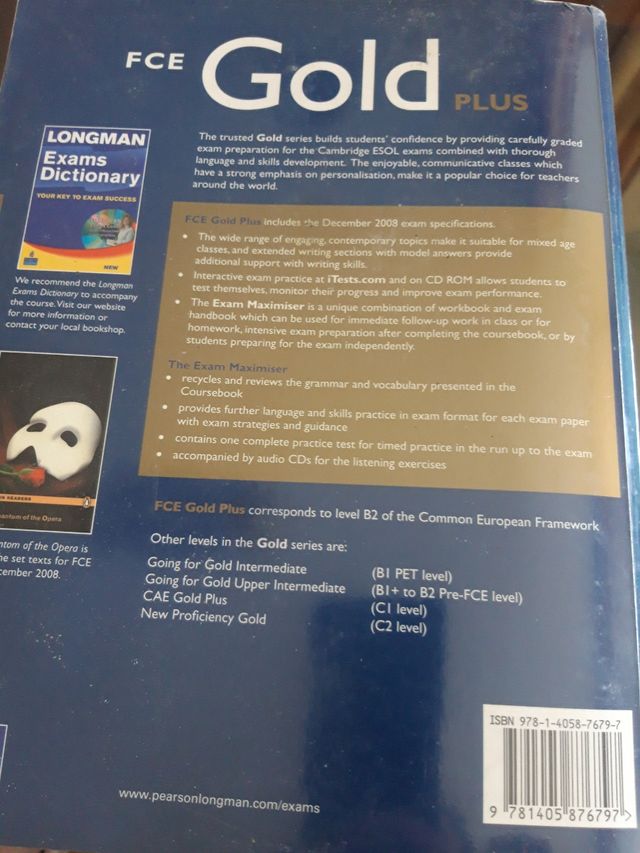 FCE Gold PLUS
LONGMAN
Exams
Dictionary
YOUR KEY TO EXAM SUCCESS
NEW
We recommend the Longman
Exams Dictionary to accompany
the course. Visit our website
for more information or
contact your local bookshop.
READERS
antom of the Opera
ntom of the Opera is
he set texts for FCE
cember 2008.
The trusted Gold series builds students' confidence by providing carefully graded
exam preparation for the Cambridge ESOL exams combined with thorough
language and skills development. The enjoyable, communicative classes which
have a strong emphasis on personalisation, make it a popular choice for teachers
around the world.
FCE Gold Plus includes the December 2008 exam specifications.
• The wide range of engaging, contemporary topics make it suitable for mixed age
classes, and extended writing sections with model answers provide
additional support with writing skills.
• Interactive exam practice at iTests.com and on CD ROM allows students to
test themselves, monitor their progress and improve exam performance.
• The Exam Maximiser is a unique combination of workbook and exam
handbook which can be used for immediate follow-up work in class or for
homework, intensive exam preparation after completing the coursebook, or by
students preparing for the exam independently.
The Exam Maximiser
• recycles and reviews the grammar and vocabulary presented in the
Coursebook
• provides further language and skills practice in exam format for each exam paper
with exam strategies and guidance
• contains one complete practice test for timed practice in the run up to the exam
• accompanied by audio CDs for the listening exercises
FCE Gold Plus corresponds to level B2 of the Common European Framework
Other levels in the Gold series are:
Going for Gold Intermediate (B1 PET level)
Going for Gold Upper Intermediate (B1+ to B2 Pre-FCE level)
CAE Gold Plus (C1 level)
New Proficiency Gold (C2 level)
ISBN 978-1-4058-7679-7
9 781405 876797 >
www.pearsonlongman.com/exams